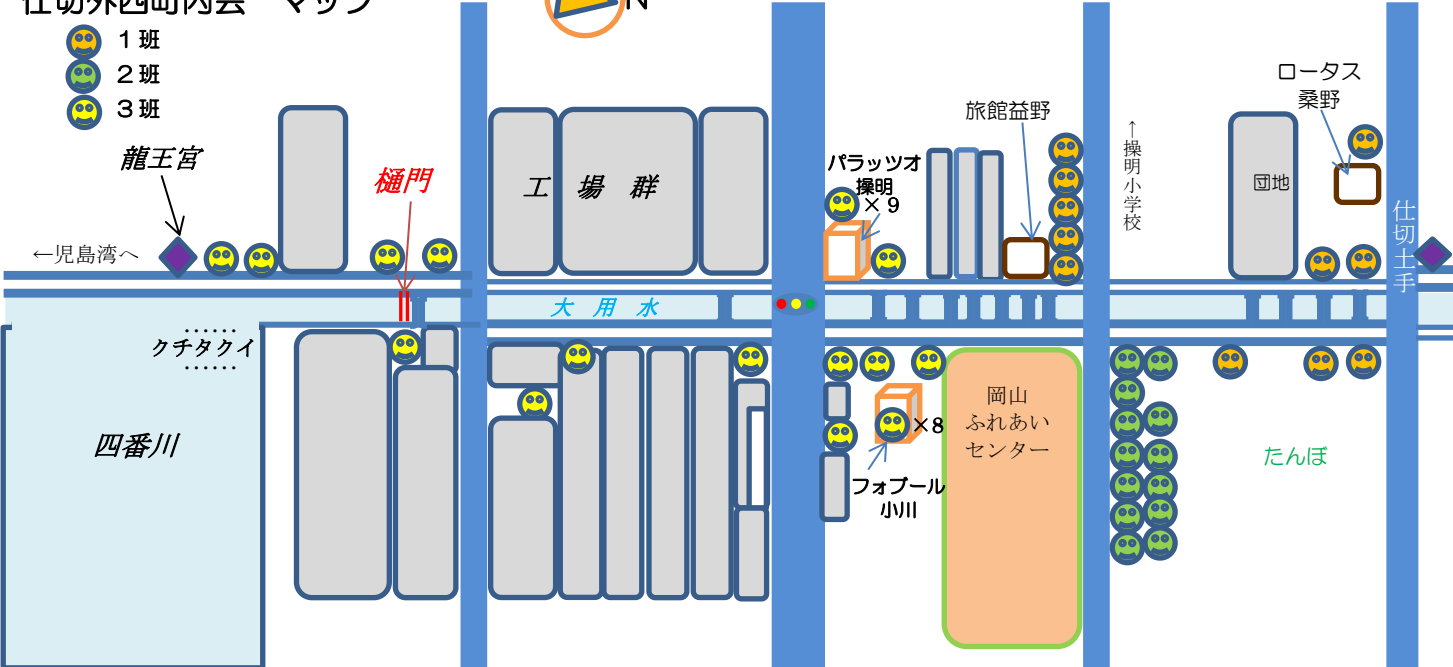 仕切外西町内会　マップ
N
１班
２班
３班
龍王宮
樋門
←児島湾へ
工　場　群
パラッツオ
操明
×９
旅館益野
↑操明小学校
ロータス
桑野
団地
仕切土手
大　用　水
クチタクイ
四番川
×8
フォブール
小川
岡山
ふれあい
センター
たんぼ